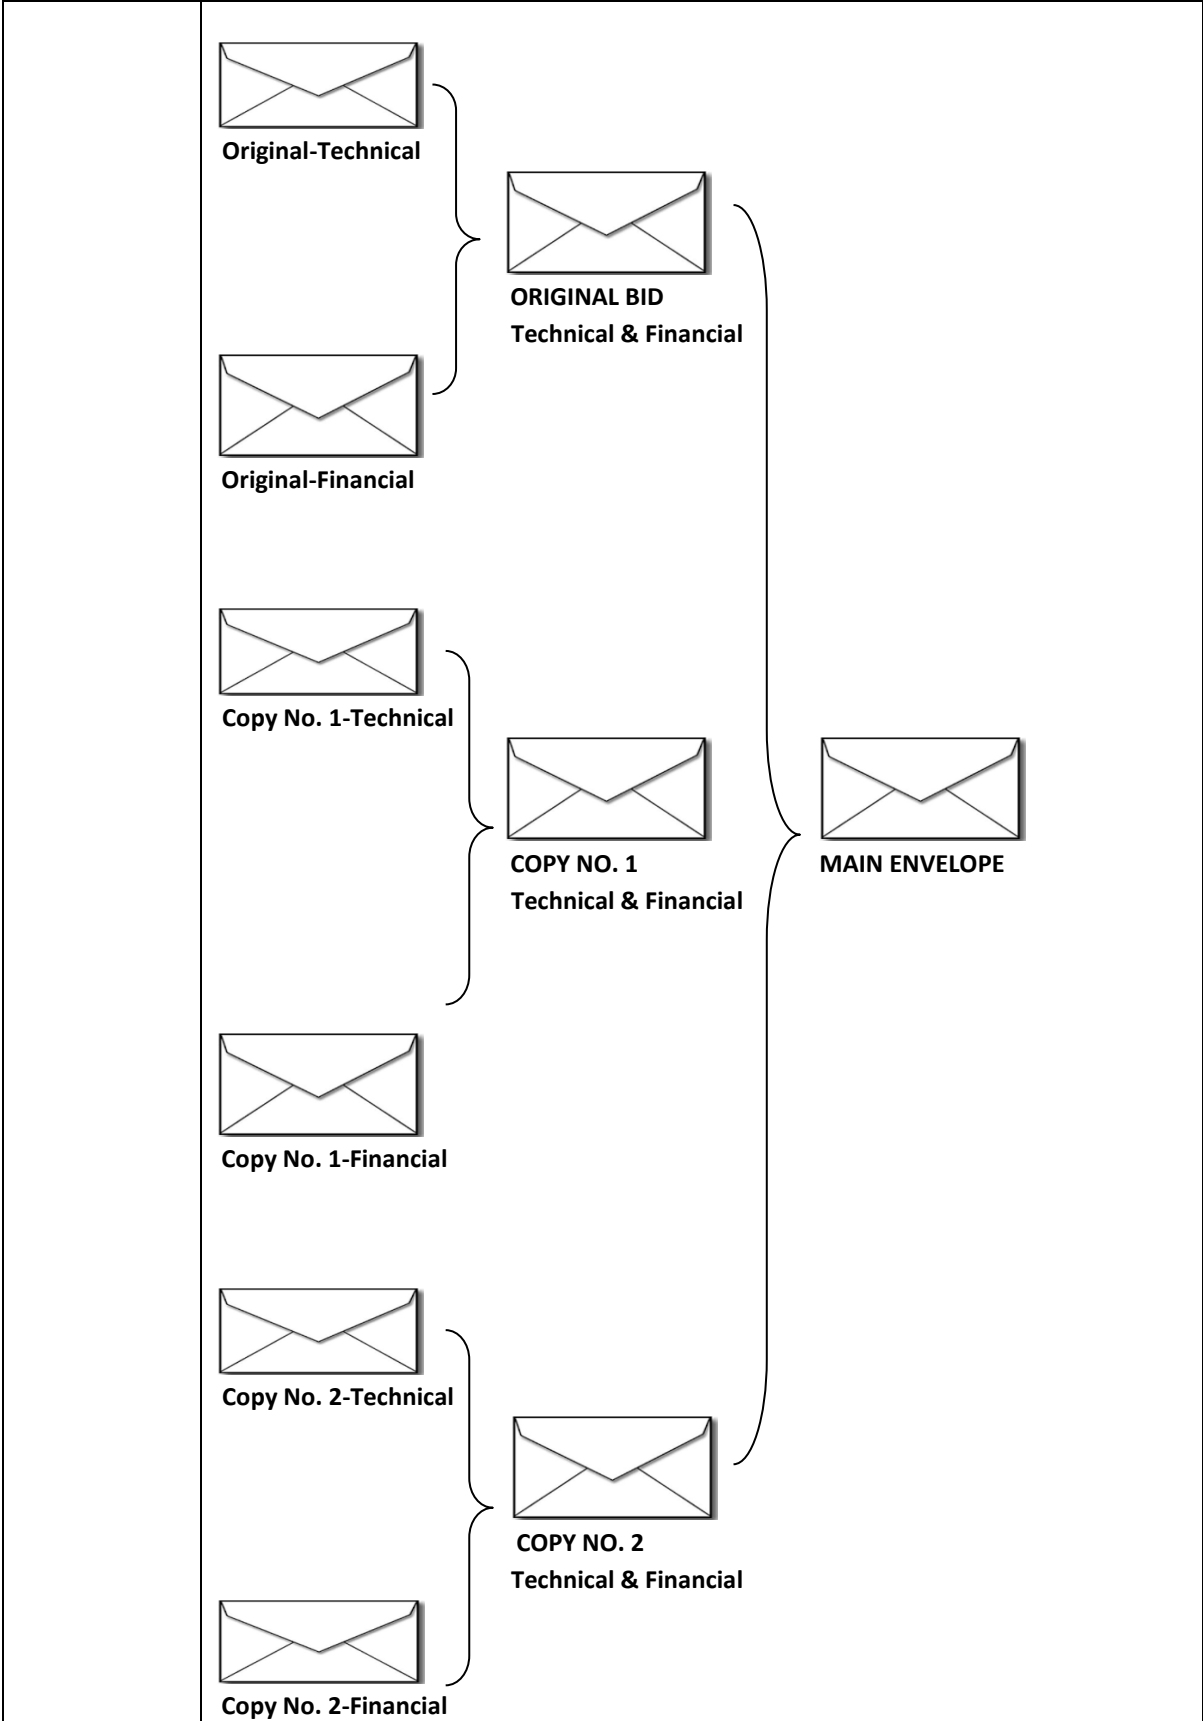 Original-Technical
ORIGINAL BID
Technical & Financial
Original-Financial
Copy No. 1-Technical
COPY NO. 1
Technical & Financial
MAIN ENVELOPE
Copy No. 1-Financial
Copy No. 2-Technical
COPY NO. 2
Technical & Financial
Copy No. 2-Financial